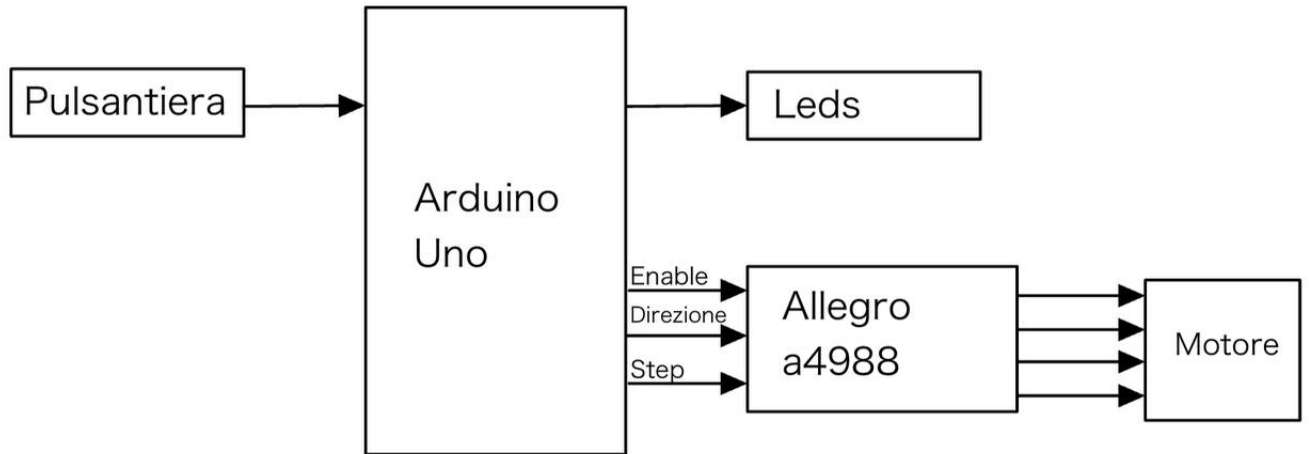 Pulsantiera
Arduino
Uno
Leds
Enable
Direzione
Step
Allegro
a4988
Motore